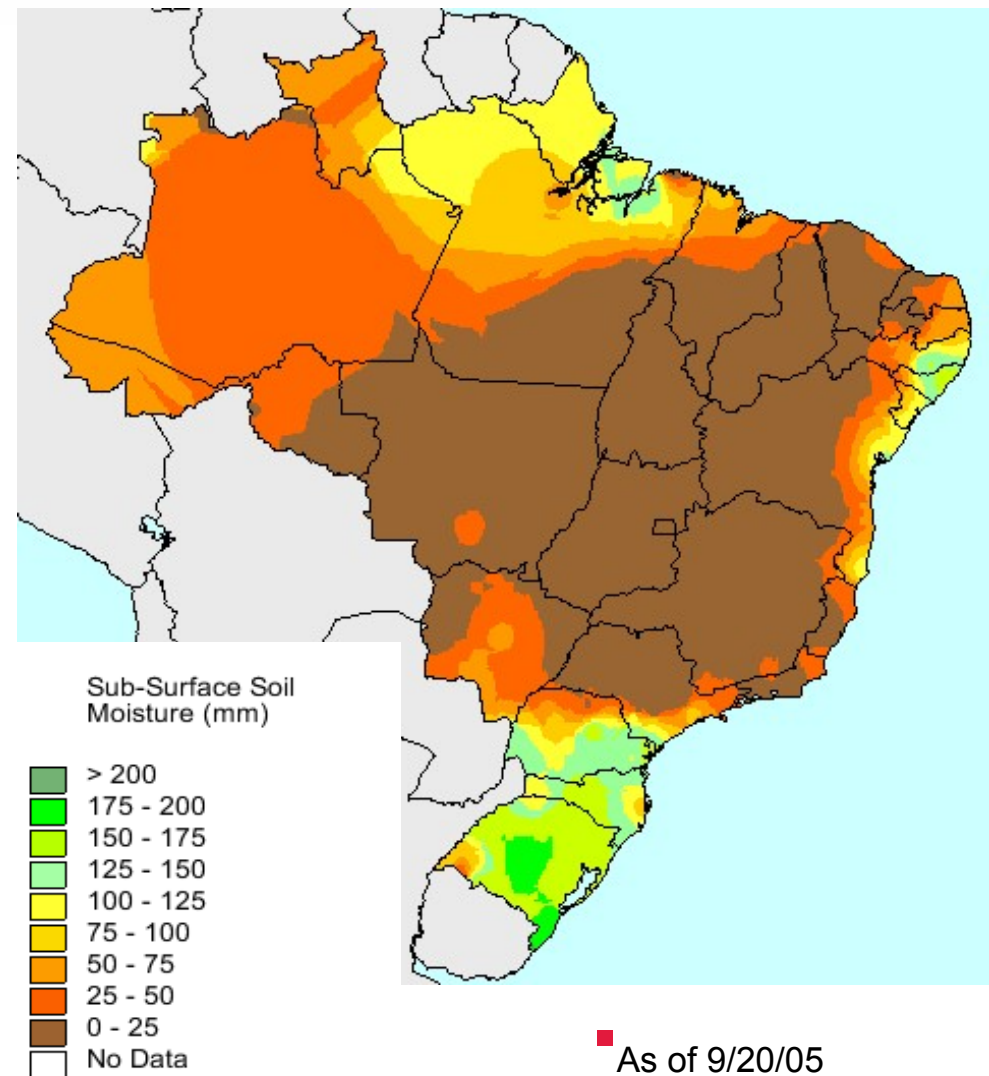 Sub-Surface Soil
Moisture (mm)
> 200
175 - 200
150 - 175
125 - 150
100 - 125
75 - 100
50 - 75
25 - 50
0 - 25
No Data
As of 9/20/05